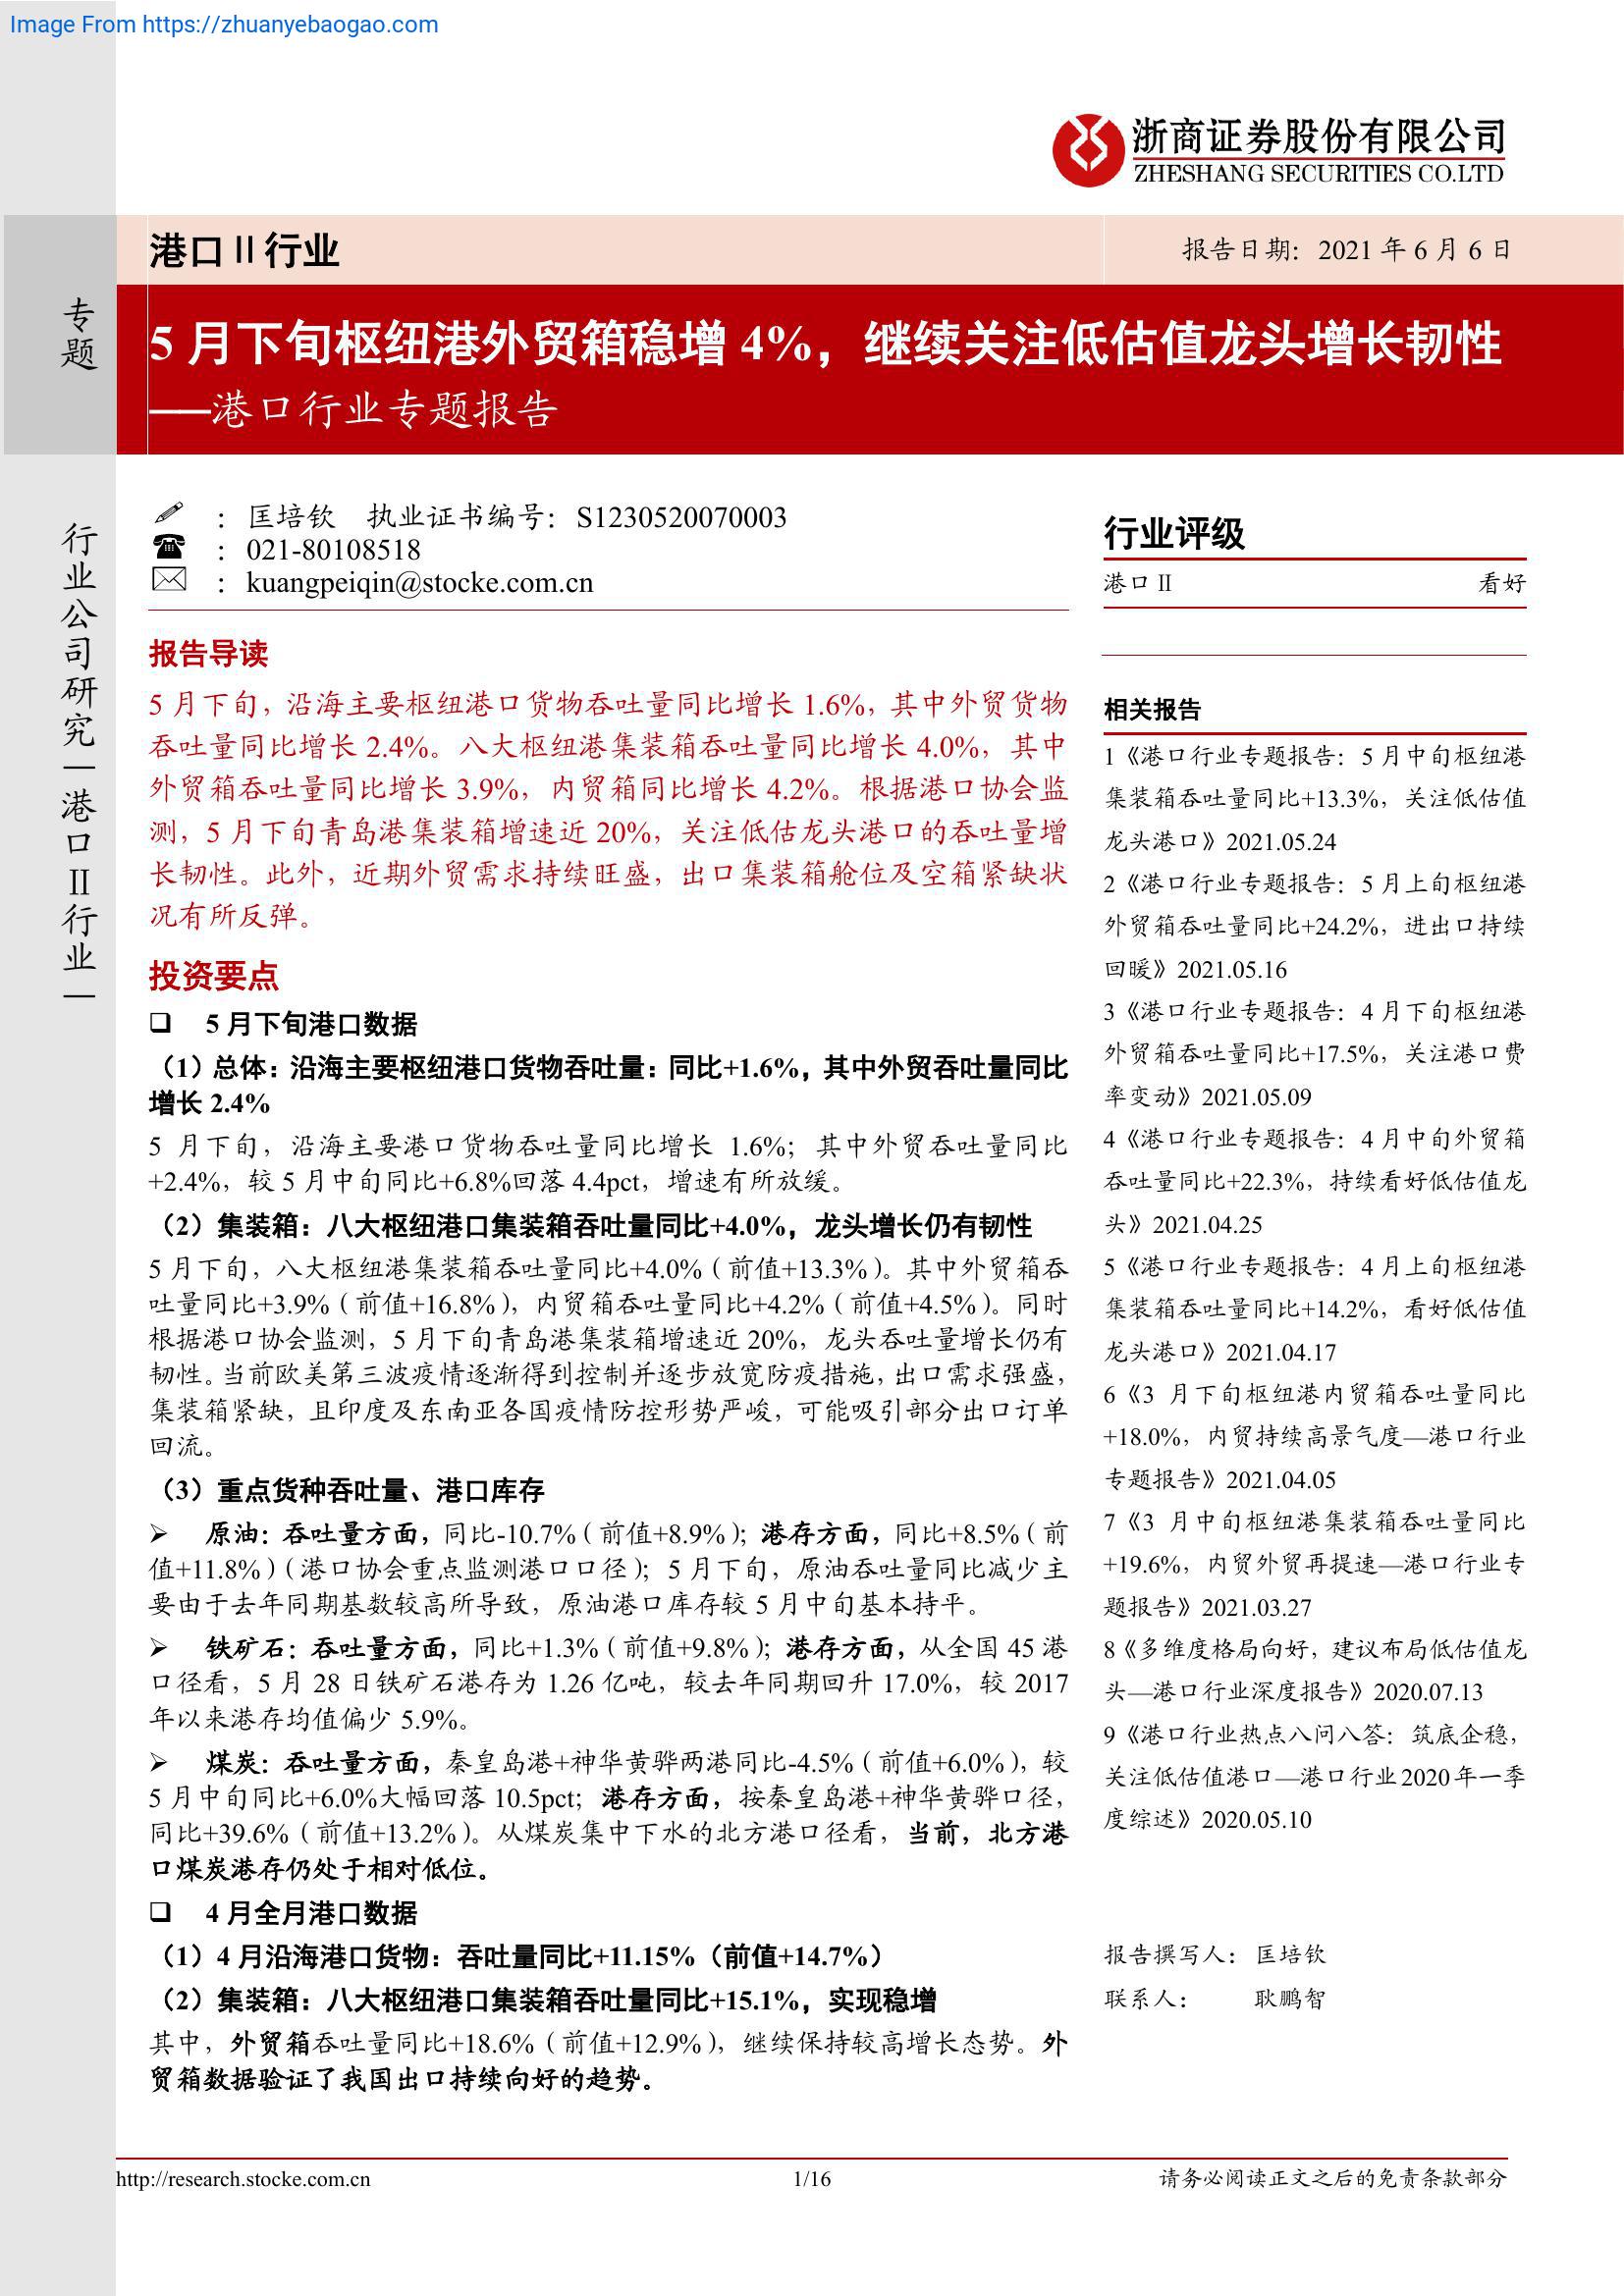 Image From https://zhuanyebaogao.com
浙商证券股份有限公司
ZHESHANG SECURITIES CO.LTD
港口Ⅱ行业
报告日期：2021 年 6 月 6 日
专题
5 月下旬枢纽港外贸箱稳增 4%，继续关注低估值龙头增长韧性
──港口行业专题报告
行业公司研究—港口Ⅱ行业—
：匡培钦 执业证书编号：S1230520070003
：021-80108518
：kuangpeiqin@stocke.com.cn
报告导读
5 月下旬，沿海主要枢纽港口货物吞吐量同比增长 1.6%，其中外贸货物
吞吐量同比增长 2.4%。八大枢纽港集装箱吞吐量同比增长 4.0%，其中
外贸箱吞吐量同比增长 3.9%，内贸箱同比增长 4.2%。根据港口协会监
测，5 月下旬青岛港集装箱增速近 20%，关注低估龙头港口的吞吐量增
长韧性。此外，近期外贸需求持续旺盛，出口集装箱舱位及空箱紧缺状
况有所反弹。
投资要点
❑ 5 月下旬港口数据
（1）总体：沿海主要枢纽港口货物吞吐量：同比+1.6%，其中外贸吞吐量同比
增长 2.4%
5 月下旬，沿海主要港口货物吞吐量同比增长 1.6%；其中外贸吞吐量同比
+2.4%，较 5 月中旬同比+6.8%回落 4.4pct，增速有所放缓。
（2）集装箱：八大枢纽港口集装箱吞吐量同比+4.0%，龙头增长仍有韧性
5 月下旬，八大枢纽港集装箱吞吐量同比+4.0%（前值+13.3%）。其中外贸箱吞
吐量同比+3.9%（前值+16.8%），内贸箱吞吐量同比+4.2%（前值+4.5%）。同时
根据港口协会监测，5 月下旬青岛港集装箱增速近 20%，龙头吞吐量增长仍有
韧性。当前欧美第三波疫情逐渐得到控制并逐步放宽防疫措施，出口需求强盛，
集装箱紧缺，且印度及东南亚各国疫情防控形势严峻，可能吸引部分出口订单
回流。
（3）重点货种吞吐量、港口库存
➢ 原油：吞吐量方面，同比-10.7%（前值+8.9%）；港存方面，同比+8.5%（前
值+11.8%）（港口协会重点监测港口口径）；5 月下旬，原油吞吐量同比减少主
要由于去年同期基数较高所导致，原油港口库存较 5 月中旬基本持平。
➢ 铁矿石：吞吐量方面，同比+1.3%（前值+9.8%）；港存方面，从全国 45 港
口径看，5 月 28 日铁矿石港存为 1.26 亿吨，较去年同期回升 17.0%，较 2017
年以来港存均值偏少 5.9%。
➢ 煤炭：吞吐量方面，秦皇岛港+神华黄骅两港同比-4.5%（前值+6.0%），较
5 月中旬同比+6.0%大幅回落 10.5pct；港存方面，按秦皇岛港+神华黄骅口径，
同比+39.6%（前值+13.2%）。从煤炭集中下水的北方港口径看，当前，北方港
口煤炭港存仍处于相对低位。
❑ 4 月全月港口数据
（1）4 月沿海港口货物：吞吐量同比+11.15%（前值+14.7%）
（2）集装箱：八大枢纽港口集装箱吞吐量同比+15.1%，实现稳增
其中，外贸箱吞吐量同比+18.6%（前值+12.9%），继续保持较高增长态势。外
贸箱数据验证了我国出口持续向好的趋势。
行业评级
港口Ⅱ 看好
相关报告
1《港口行业专题报告：5 月中旬枢纽港
集装箱吞吐量同比+13.3%，关注低估值
龙头港口》2021.05.24
2《港口行业专题报告：5 月上旬枢纽港
外贸箱吞吐量同比+24.2%，进出口持续
回暖》2021.05.16
3《港口行业专题报告：4 月下旬枢纽港
外贸箱吞吐量同比+17.5%，关注港口费
率变动》2021.05.09
4《港口行业专题报告：4 月中旬外贸箱
吞吐量同比+22.3%，持续看好低估值龙
头》2021.04.25
5《港口行业专题报告：4 月上旬枢纽港
集装箱吞吐量同比+14.2%，看好低估值
龙头港口》2021.04.17
6《3 月下旬枢纽港内贸箱吞吐量同比
+18.0%，内贸持续高景气度—港口行业
专题报告》2021.04.05
7《3 月中旬枢纽港集装箱吞吐量同比
+19.6%，内贸外贸再提速—港口行业专
题报告》2021.03.27
8《多维度格局向好，建议布局低估值龙
头—港口行业深度报告》2020.07.13
9《港口行业热点八问八答：筑底企稳，
关注低估值港口—港口行业2020年一季
度综述》2020.05.10
报告撰写人：匡培钦
联系人： 耿鹏智
http://research.stocke.com.cn
1/16
请务必阅读正文之后的免责条款部分